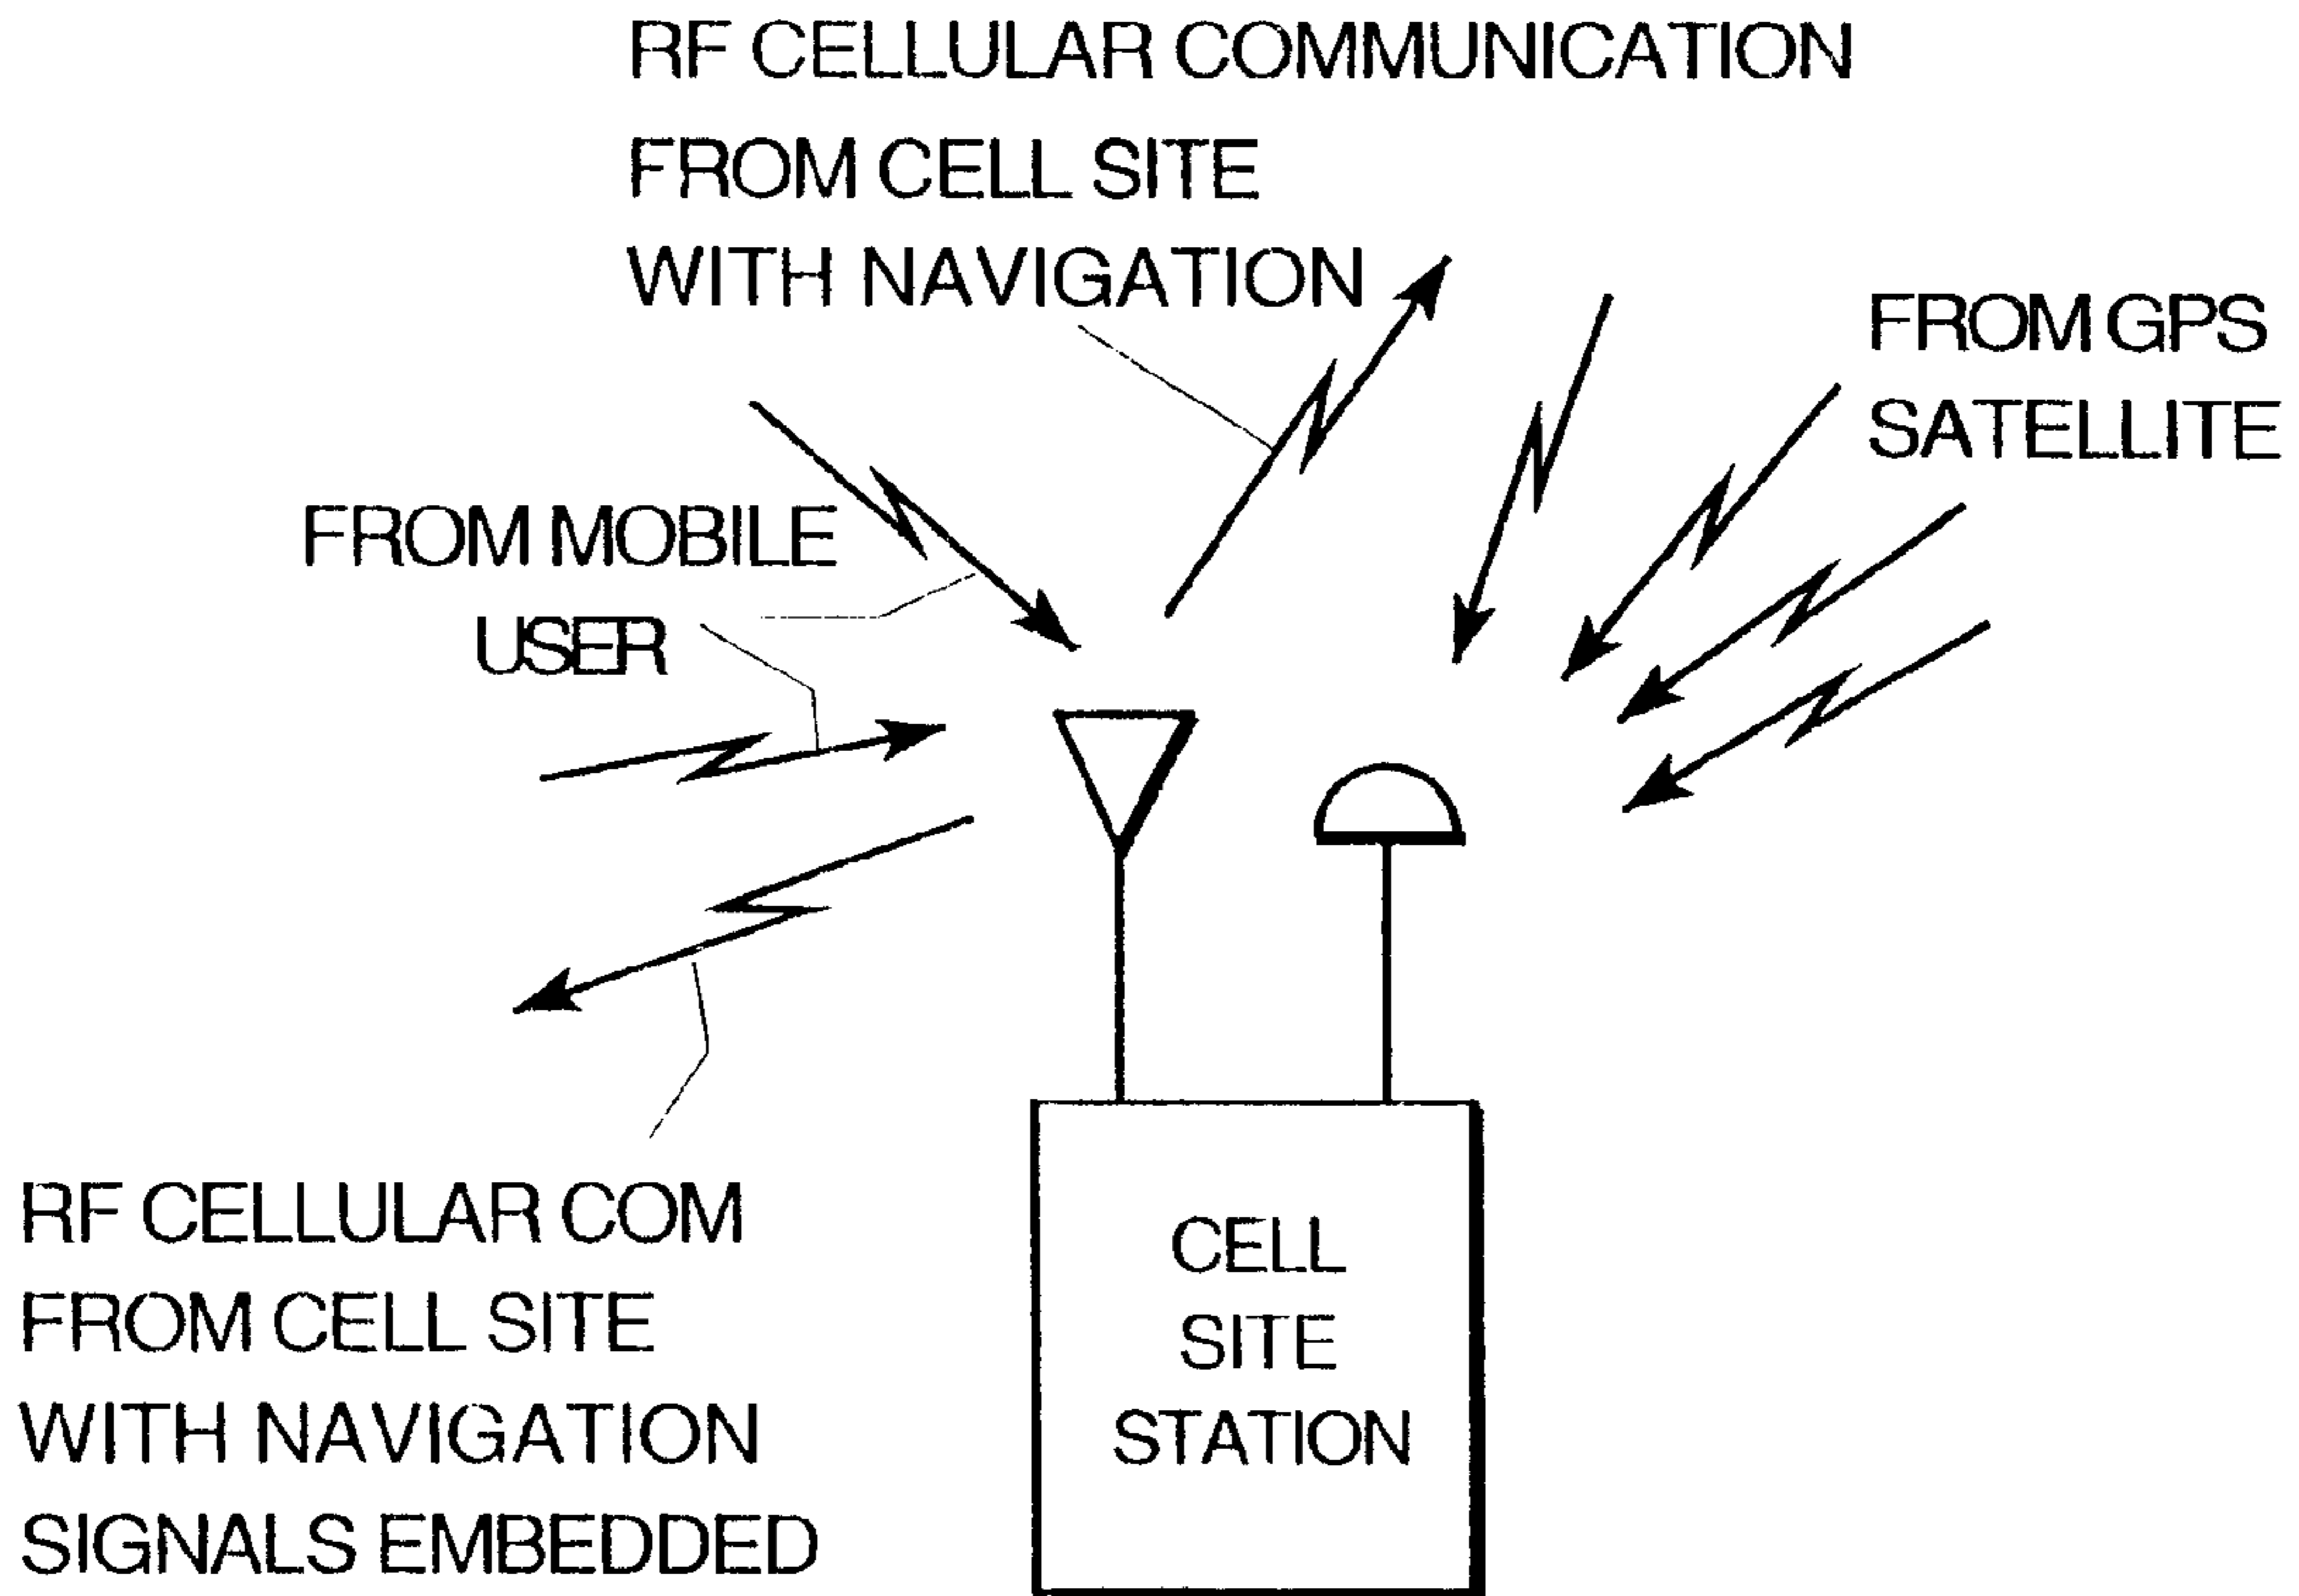 RF CELLULAR COMMUNICATION
FROM CELL SITE
WITH NAVIGATION
FROM GPS
SATELLITE
FROM MOBILE
USER
RF CELLULAR COM
FROM CELL SITE
WITH NAVIGATION
SIGNALS EMBEDDED
CELL
SITE
STATION